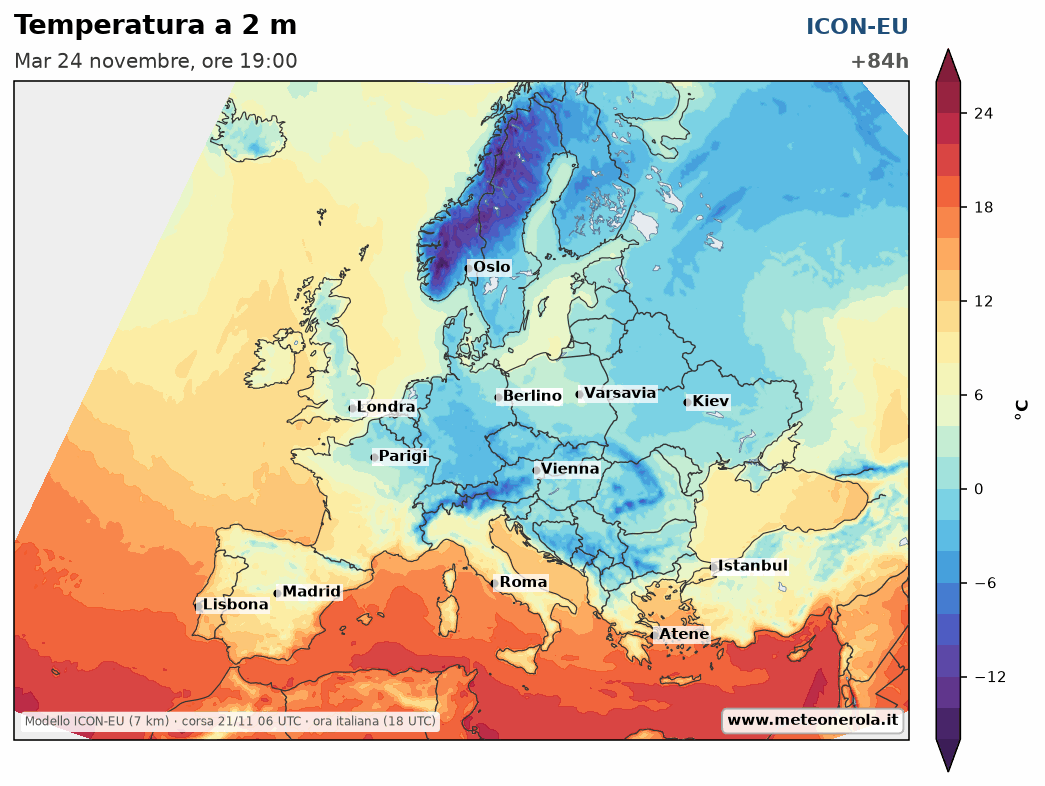 Temperatura a 2 m
ICON-EU
Mar 24 novembre, ore 19:00
+84h
24
18
12
6
0
−6
−12
°C
Oslo
Berlino
Varsavia
Kiev
Londra
Parigi
Vienna
Istanbul
Roma
Madrid
Lisbona
Atene
Modello ICON-EU (7 km) · corsa 21/11 06 UTC · ora italiana (18 UTC)
www.meteonerola.it